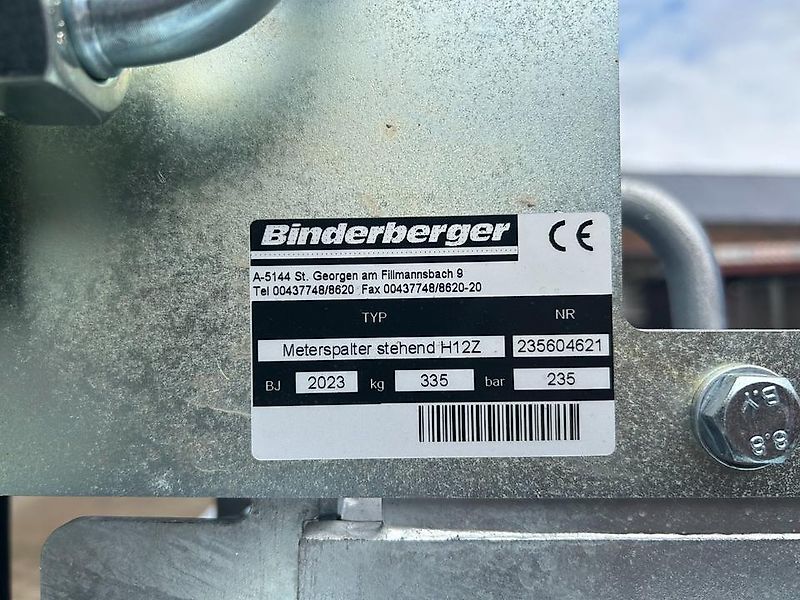 Binderberger CE
A-5144 St. Georgen am Fillmannsbach 9
Tel 00437748/8620 Fax 00437748/8620-20
TYP NR
Meterspalter stehend H12Z 235604621
BJ 2023 kg 335 bar 235
B.V
8.8